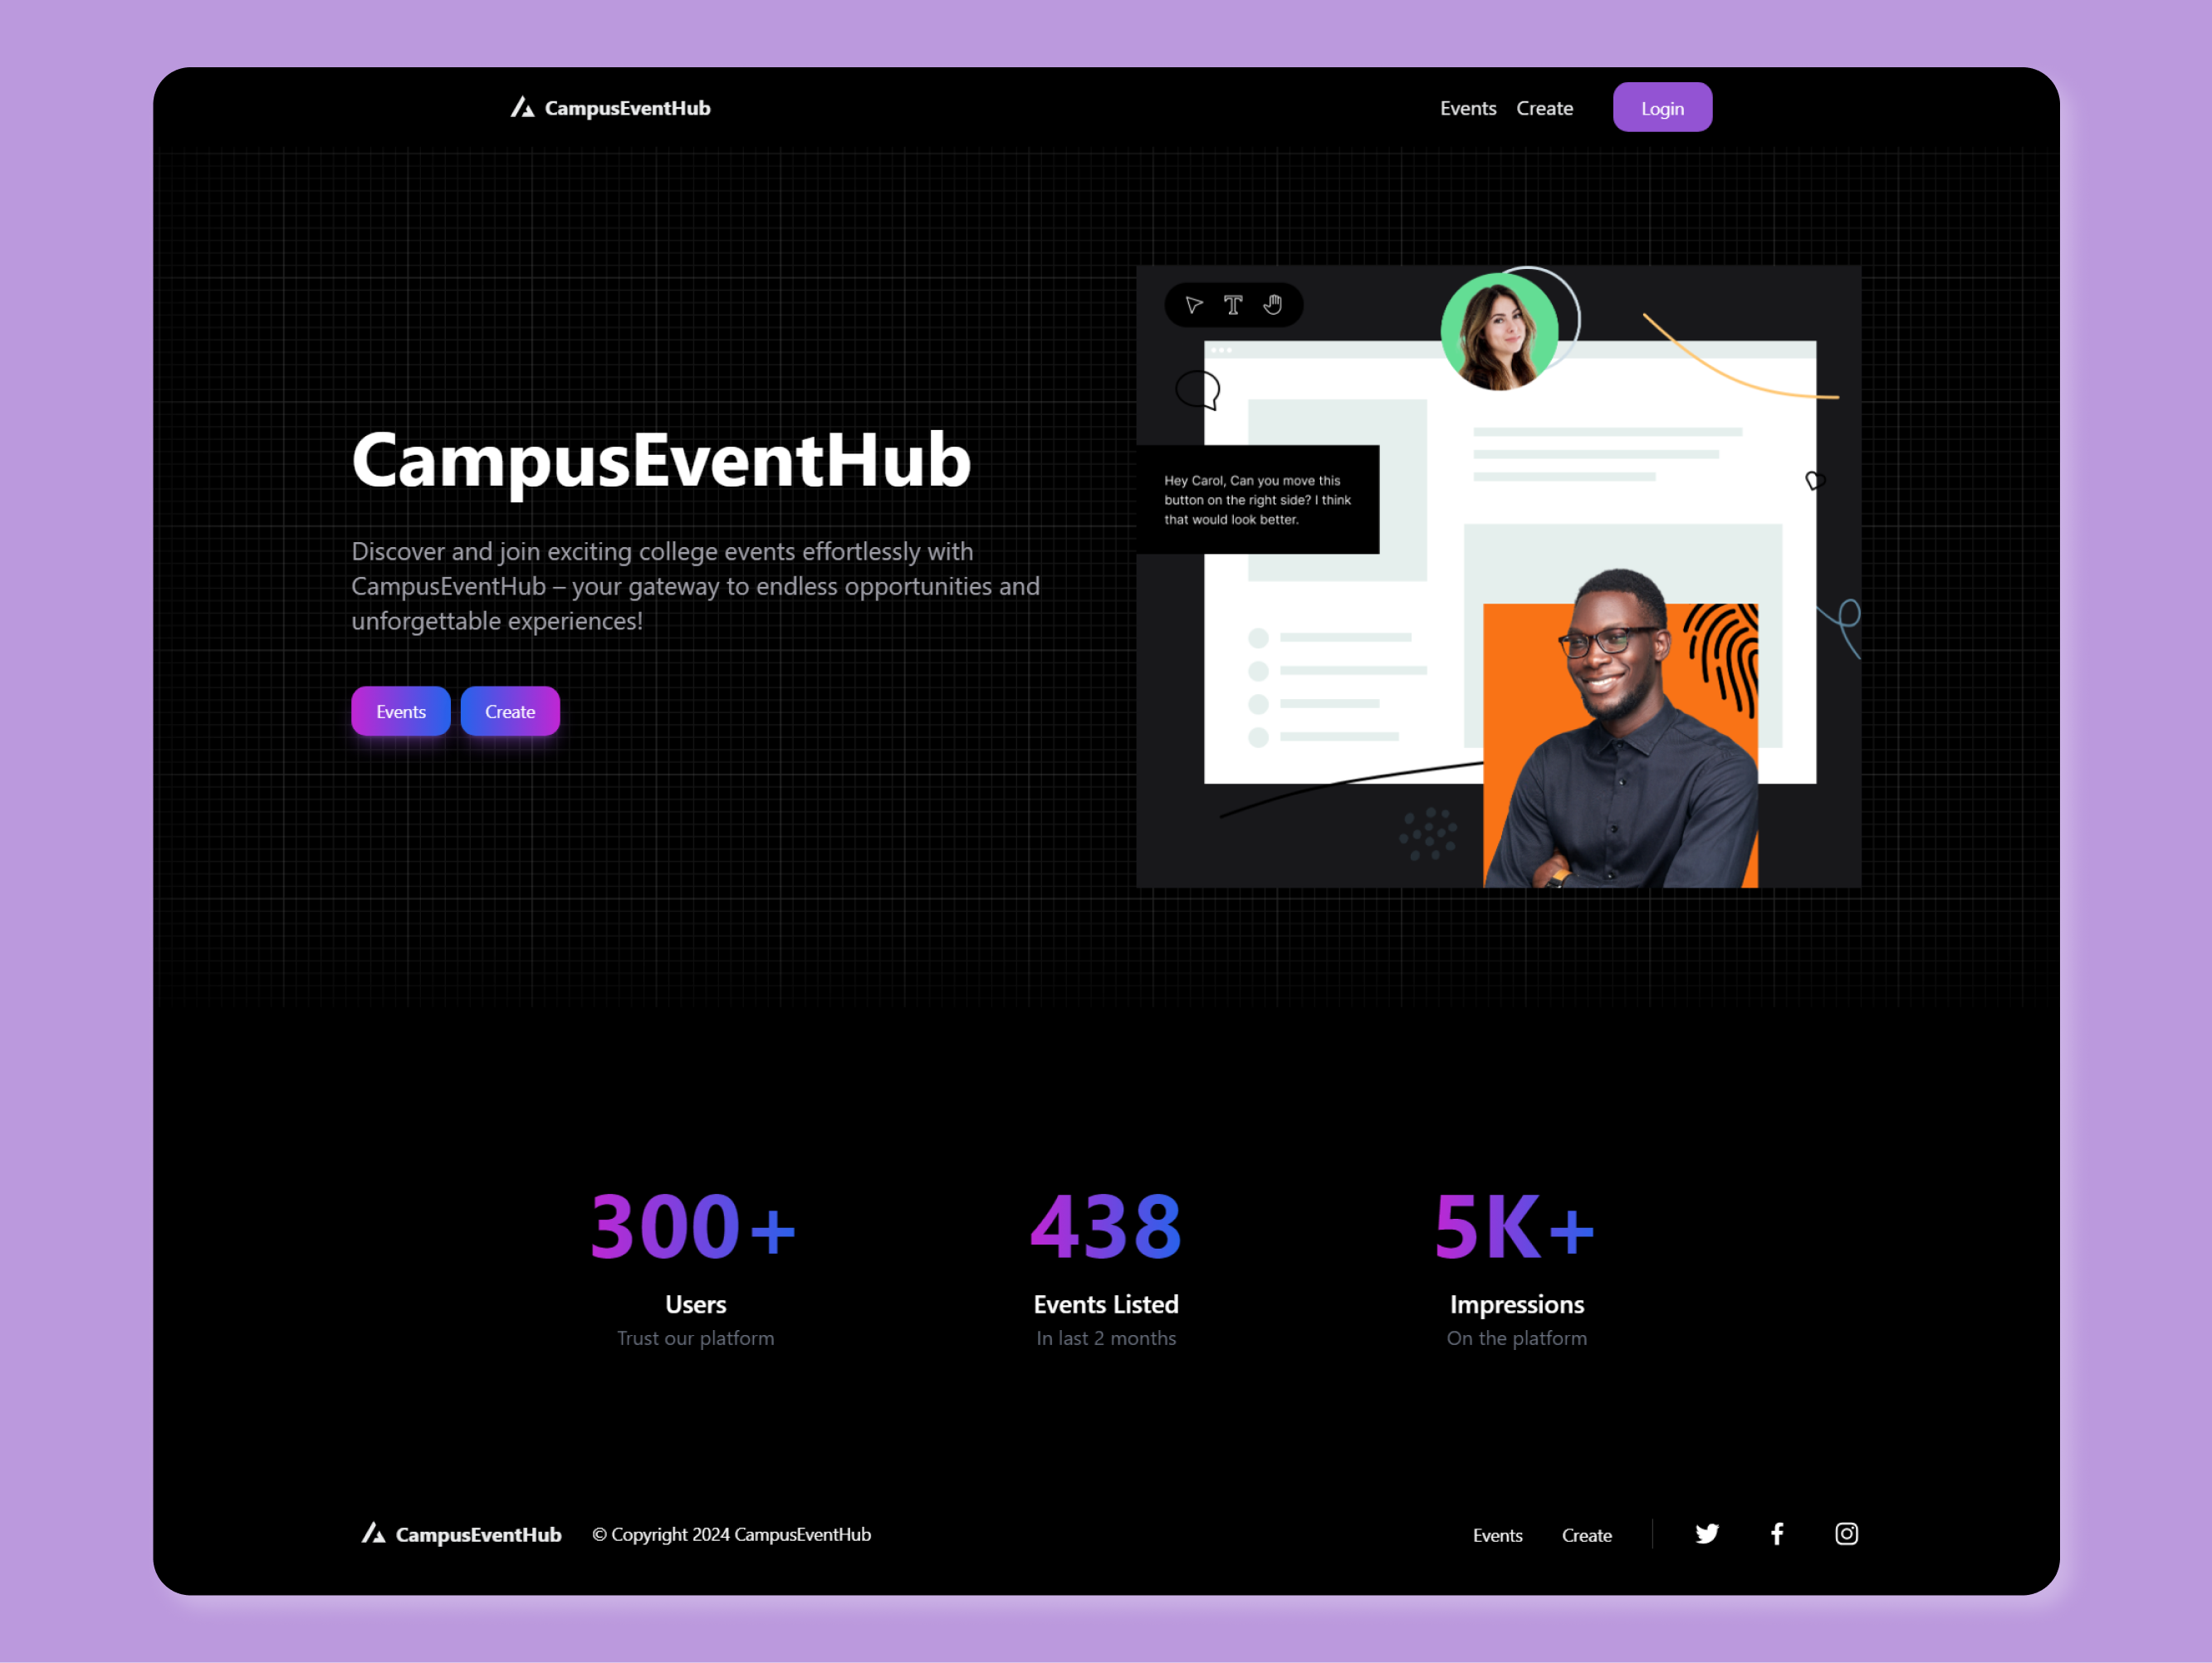 CampusEventHub
Events Create Login
CampusEventHub
Discover and join exciting college events effortlessly with
CampusEventHub – your gateway to endless opportunities and
unforgettable experiences!
Events Create
T
Hey Carol, Can you move this
button on the right side? I think
that would look better.
300+ 438 5K+
Users Events Listed Impressions
Trust our platform In last 2 months On the platform
CampusEventHub © Copyright 2024 CampusEventHub Events Create